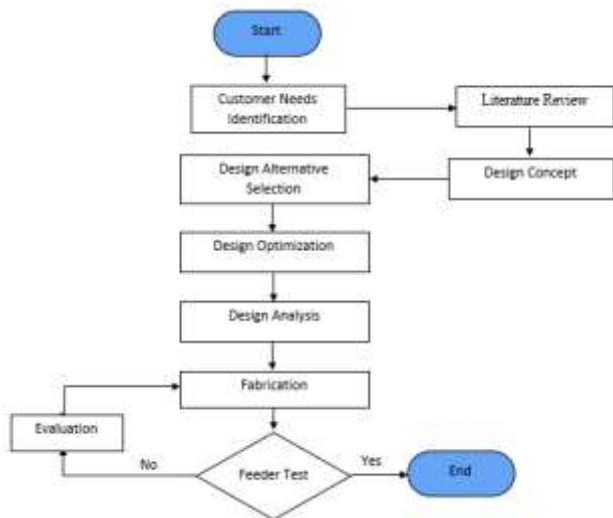 Start
Customer Needs
Identification
Literature Review
Design Concept
Design Alternative
Selection
Design Optimization
Design Analysis
Fabrication
Evaluation
No
Feeder Test
Yes
End